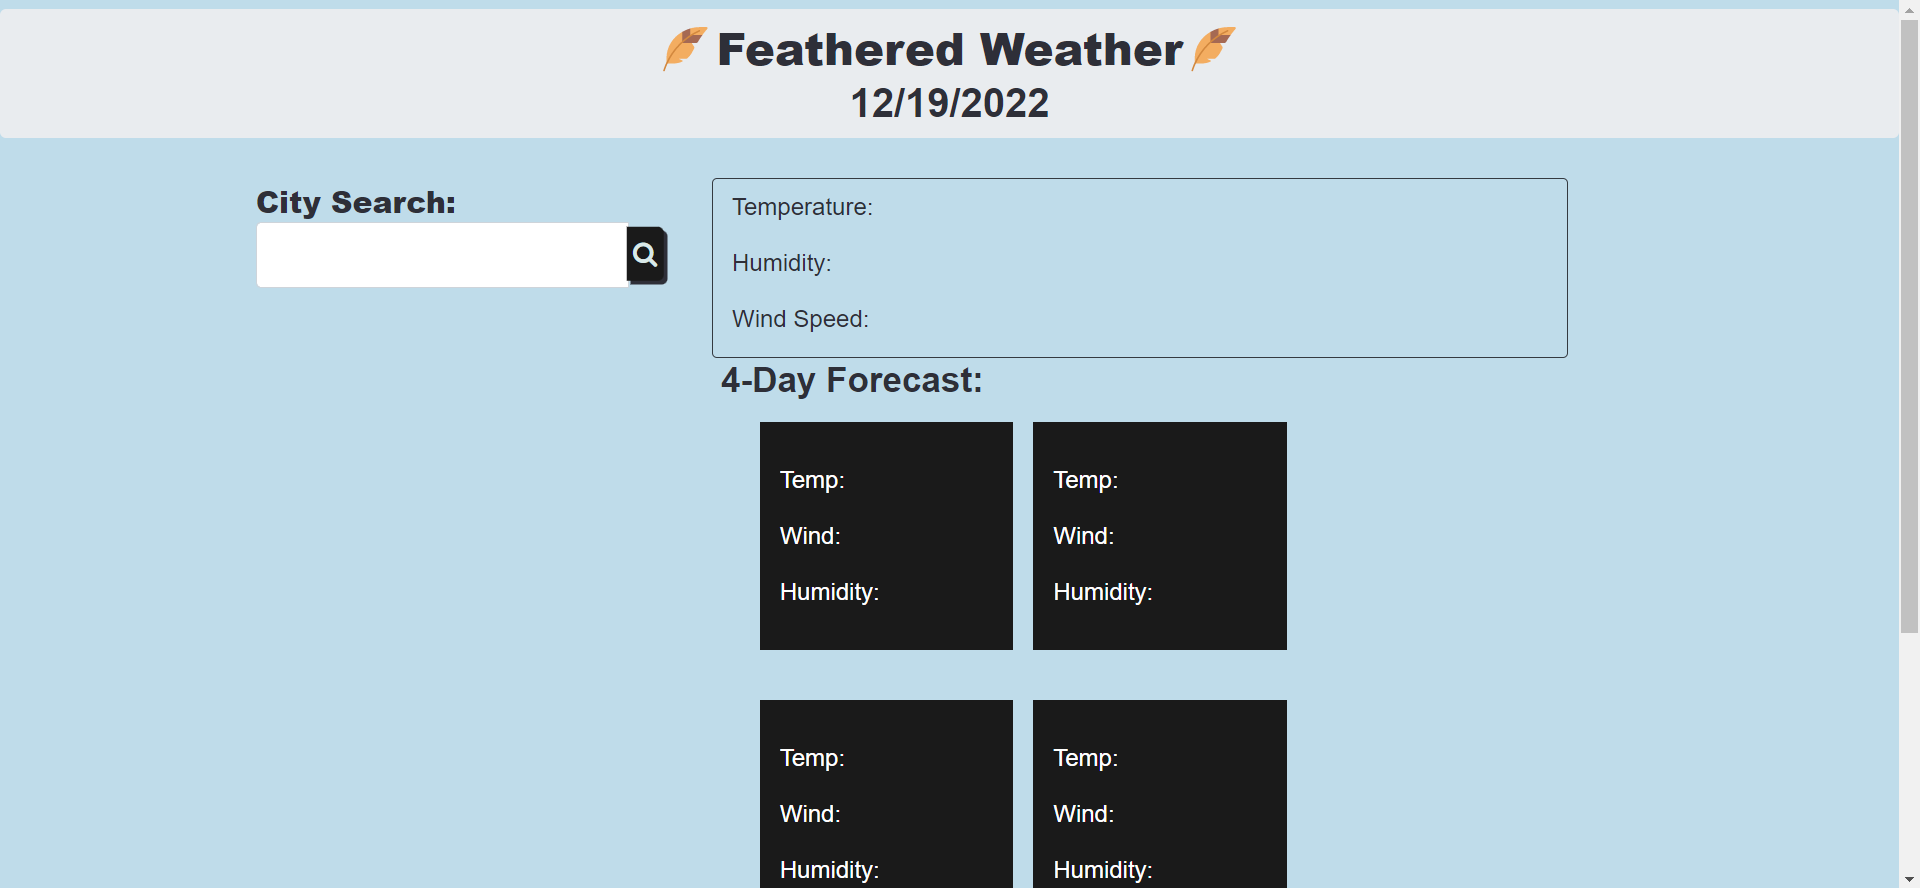 Feathered Weather
12/19/2022
City Search:
Temperature:
Humidity:
Wind Speed:
4-Day Forecast:
Temp:
Wind:
Humidity:
Temp:
Wind:
Humidity:
Temp:
Wind:
Humidity:
Temp:
Wind:
Humidity: